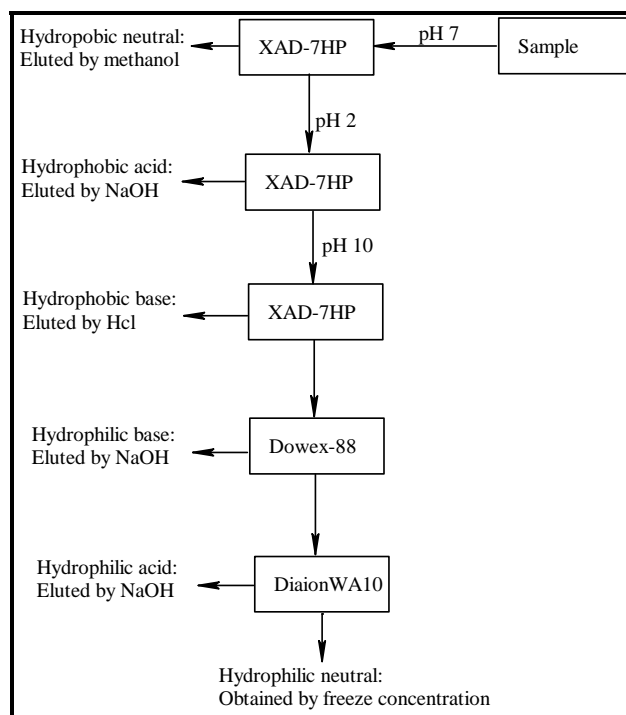 Hydropobic neutral:
Eluted by methanol
XAD-7HP
pH 7
Sample
pH 2
Hydrophobic acid:
Eluted by NaOH
XAD-7HP
pH 10
Hydrophobic base:
Eluted by Hcl
XAD-7HP
Hydrophilic base:
Eluted by NaOH
Dowex-88
Hydrophilic acid:
Eluted by NaOH
DiaionWA10
Hydrophilic neutral:
Obtained by freeze concentration